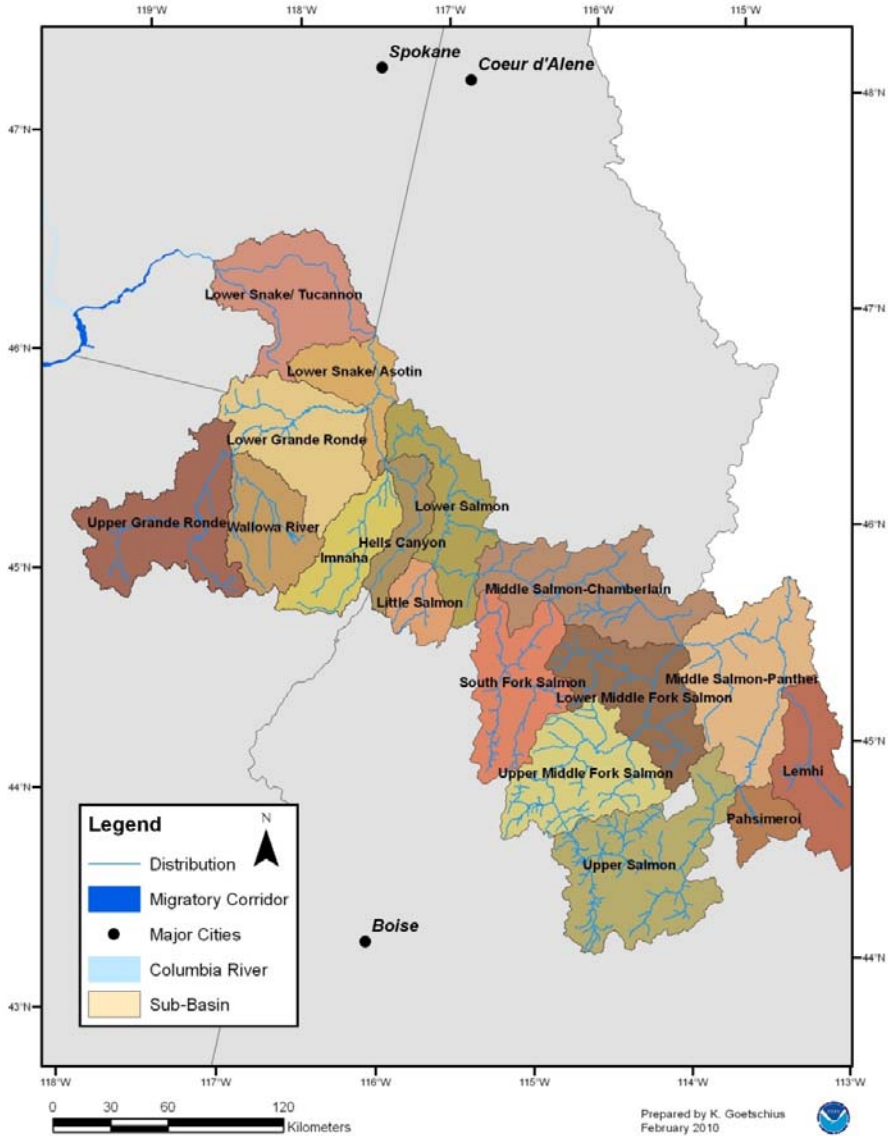 119°W 118°W 117°W 116°W 115°W
Spokane
Coeur d'Alene
48°N
47°N
Lower Snake/ Tucannon
47°N
46°N
Lower Snake/ Asotin
Lower Grande Ronde
Lower Salmon
Upper Grande Ronde
Wallowa River
46°N
Hells Canyon
Imnaha
45°N
Middle Salmon-Chamberlain
Little Salmon
South Fork Salmon
Middle Salmon-Panther
Lower Middle Fork Salmon
45°N
Upper Middle Fork Salmon
Lemhi
44°N
Pahsimeroi
Upper Salmon
Legend
N
Distribution
Migratory Corridor
Major Cities
Columbia River
Sub-Basin
Boise
44°N
43°N
118°W 117°W 116°W 115°W 114°W 113°W
0 30 60 120
Kilometers
Prepared by K. Goetschius
February 2010